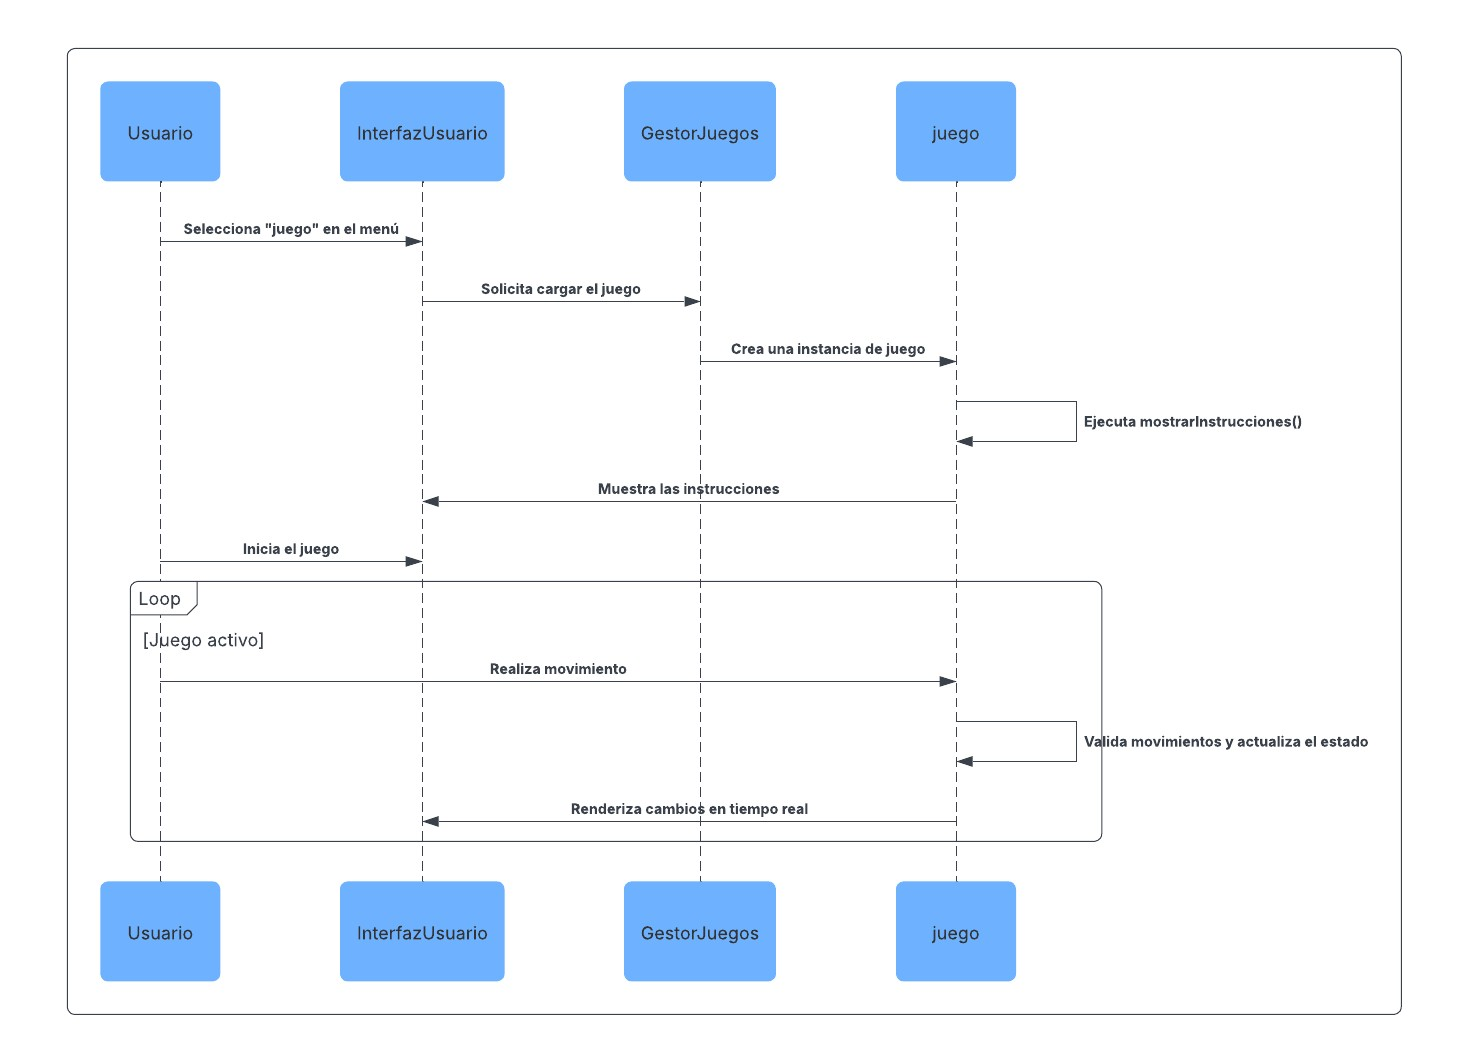 Usuario
InterfazUsuario
GestorJuegos
juego
Selecciona "juego" en el menú
Solicita cargar el juego
Crea una instancia de juego
Ejecuta mostrarInstrucciones()
Muestra las instrucciones
Inicia el juego
Loop
[Juego activo]
Realiza movimiento
Valida movimientos y actualiza el estado
Renderiza cambios en tiempo real
Usuario
InterfazUsuario
GestorJuegos
juego